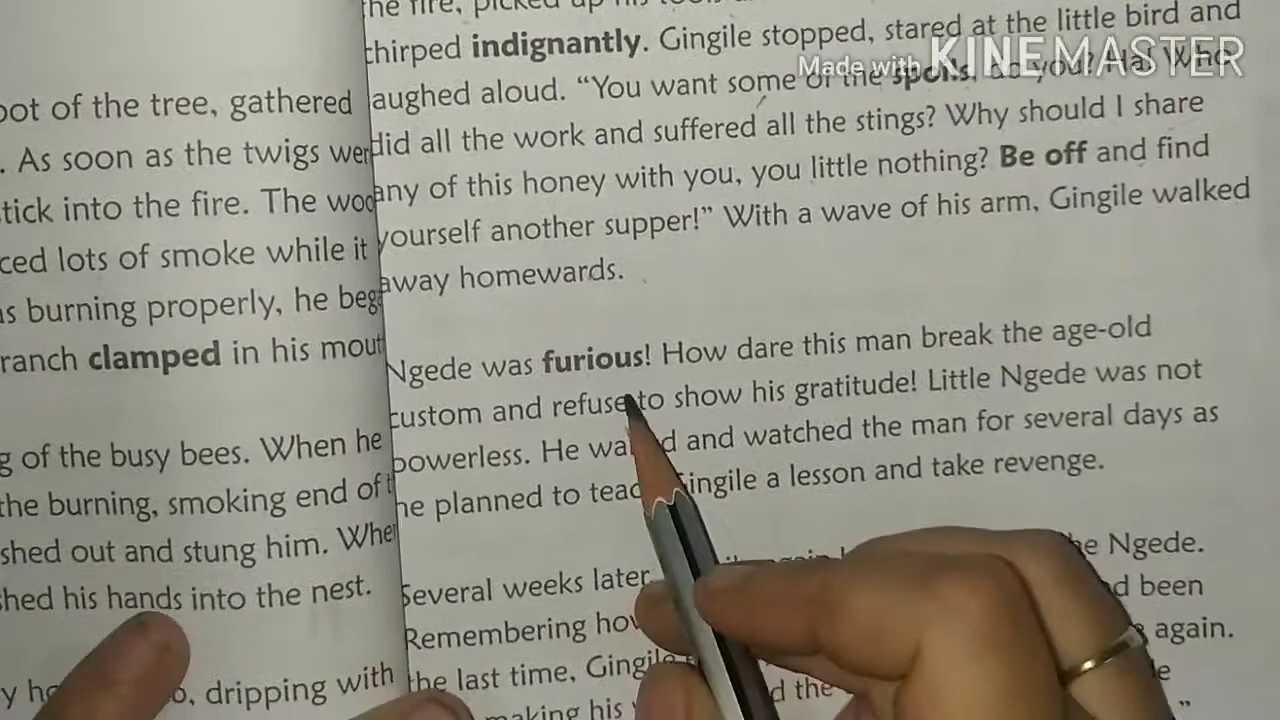 oot of the tree, gathered
. As soon as the twigs wer
tick into the fire. The woo
ced lots of smoke while it
as burning properly, he beg
ranch clamped in his mout
g of the busy bees. When he
the burning, smoking end of t
shed out and stung him. When
hed his hands into the nest.
dripping with
the fire, picked up his
chirped indignantly. Gingile stopped, stared at the little bird and
laughed aloud. “You want some of the spoils, do you? Ha! Who
did all the work and suffered all the stings? Why should I share
any of this honey with you, you little nothing? Be off and find
yourself another supper!” With a wave of his arm, Gingile walked
away homewards.
Ngede was furious! How dare this man break the age-old
custom and refuse to show his gratitude! Little Ngede was not
powerless. He and watched the man for several days as
he planned to Gingile a lesson and take revenge.
Several weeks later Ngede.
Remembering been
the last time, Gingile again.
making his the
Made with KINEMASTER